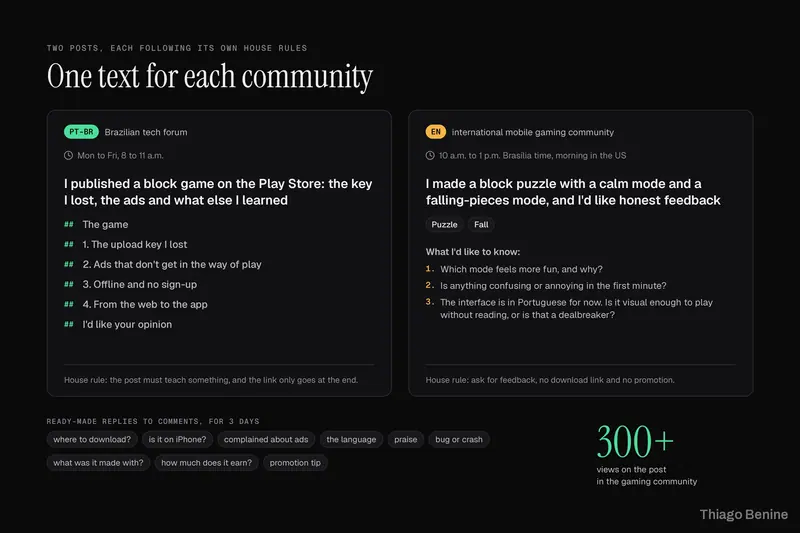 TWO POSTS, EACH FOLLOWING ITS OWN HOUSE RULES
One text for each community
PT-BR Brazilian tech forum
Mon to Fri, 8 to 11 a.m.
I published a block game on the Play Store: the key
I lost, the ads and what else I learned
## The game
## 1. The upload key I lost
## 2. Ads that don't get in the way of play
## 3. Offline and no sign-up
## 4. From the web to the app
## I'd like your opinion
House rule: the post must teach something, and the link only goes at the end.
EN international mobile gaming community
10 a.m. to 1 p.m. Brasília time, morning in the US
I made a block puzzle with a calm mode and a
falling-pieces mode, and I'd like honest feedback
Puzzle Fall
What I'd like to know:
1. Which mode feels more fun, and why?
2. Is anything confusing or annoying in the first minute?
3. The interface is in Portuguese for now. Is it visual enough to play
without reading, or is that a dealbreaker?
House rule: ask for feedback, no download link and no promotion.
READY-MADE REPLIES TO COMMENTS, FOR 3 DAYS
where to download? is it on iPhone? complained about ads the language praise bug or crash
what was it made with? how much does it earn? promotion tip
300+
views on the post
in the gaming community
Thiago Benine